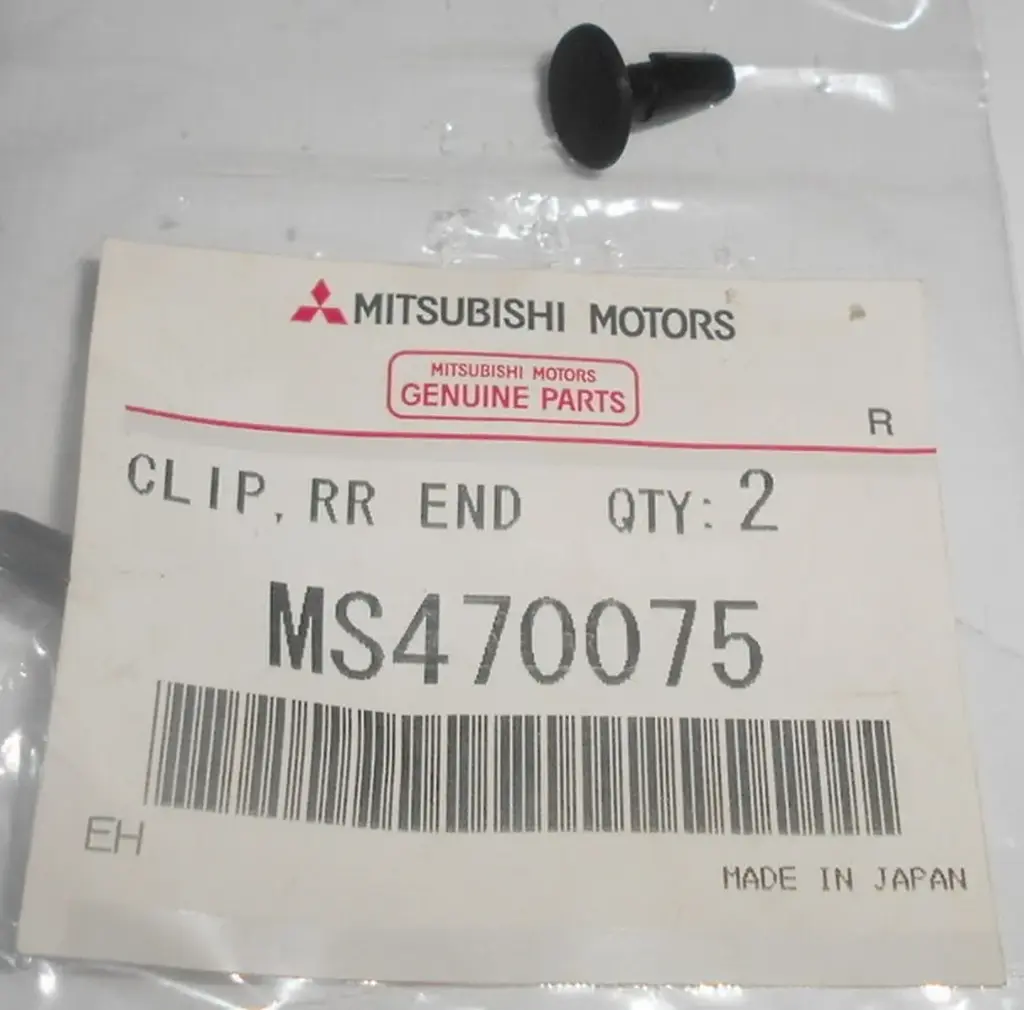 MITSUBISHI MOTORS
MITSUBISHI MOTORS
GENUINE PARTS
R
CLIP, RR END QTY: 2
MS470075
EH
MADE IN JAPAN